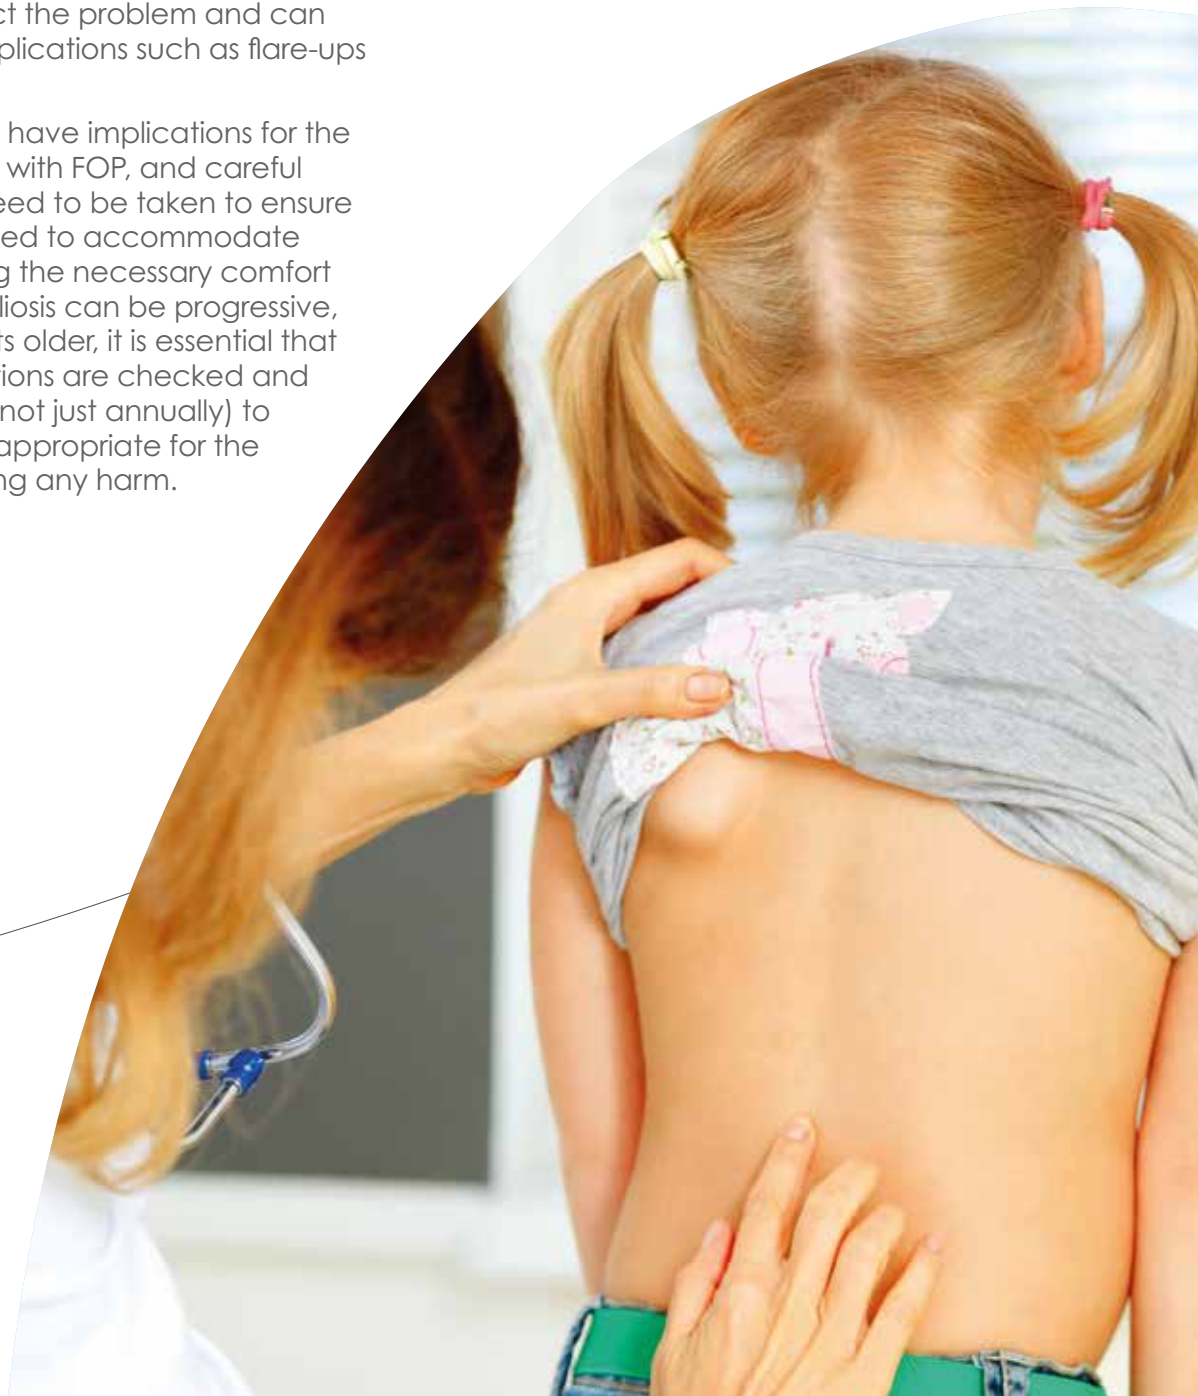 ct the problem and can
plications such as flare-ups
have implications for the
with FOP, and careful
eed to be taken to ensure
ed to accommodate
g the necessary comfort
liosis can be progressive,
ts older, it is essential that
tions are checked and
not just annually) to
appropriate for the
ng any harm.